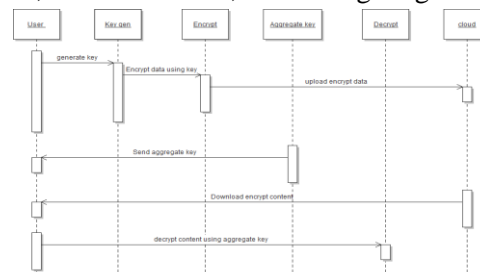 User
Key gen
Encrypt
Aggregate key
Decrypt
cloud
generate key
Encrypt data using key
upload encrypt data
Send aggregate key
Download encrypt content
decrypt content using aggregate key